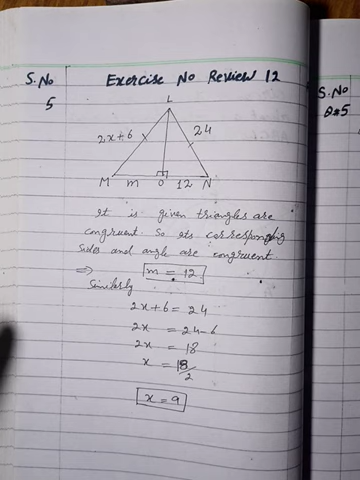 S.No
Exercise No Review 12
S.No
5
Q#5
L
2x+6
24
M
m
O
12
N
It is given triangles are
congruent. So its corresponding
sides and angle are congruent
⇒ m = 12
Similarly
2x+6 = 24
2x = 24-6
2x = 18
x = 18/2
x = 9